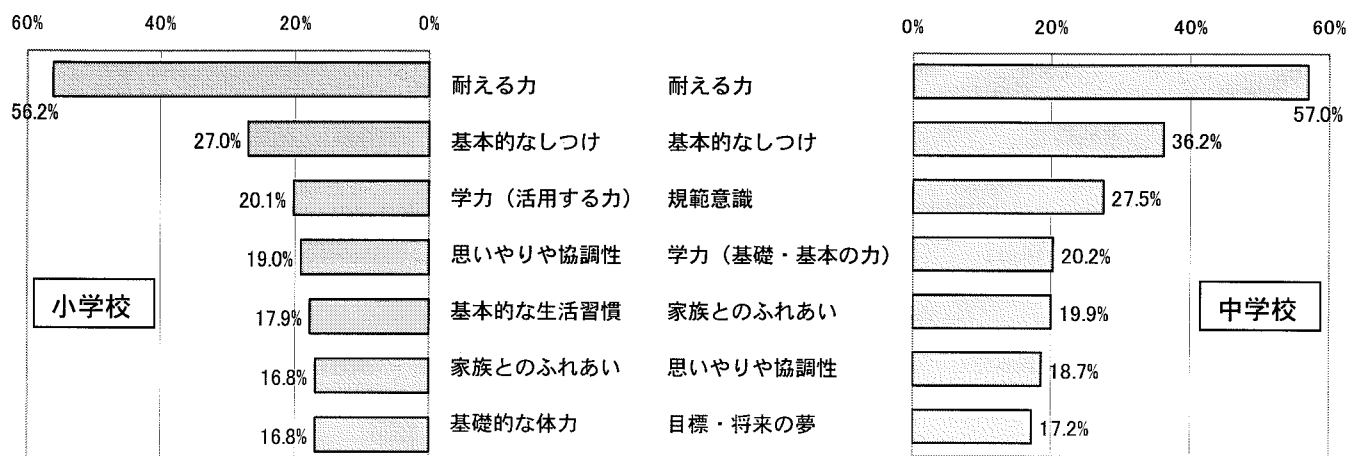 60% 40% 20% 0% 0% 20% 40% 60%
耐える力 耐える力
56.2% 57.0%
27.0% 基本的なしつけ 基本的なしつけ 36.2%
20.1% 学力（活用する力） 規範意識 27.5%
19.0% 思いやりや協調性 学力（基礎・基本の力） 20.2%
小学校 17.9% 基本的な生活習慣 家族とのふれあい 19.9% 中学校
16.8% 家族とのふれあい 思いやりや協調性 18.7%
16.8% 基礎的な体力 目標・将来の夢 17.2%